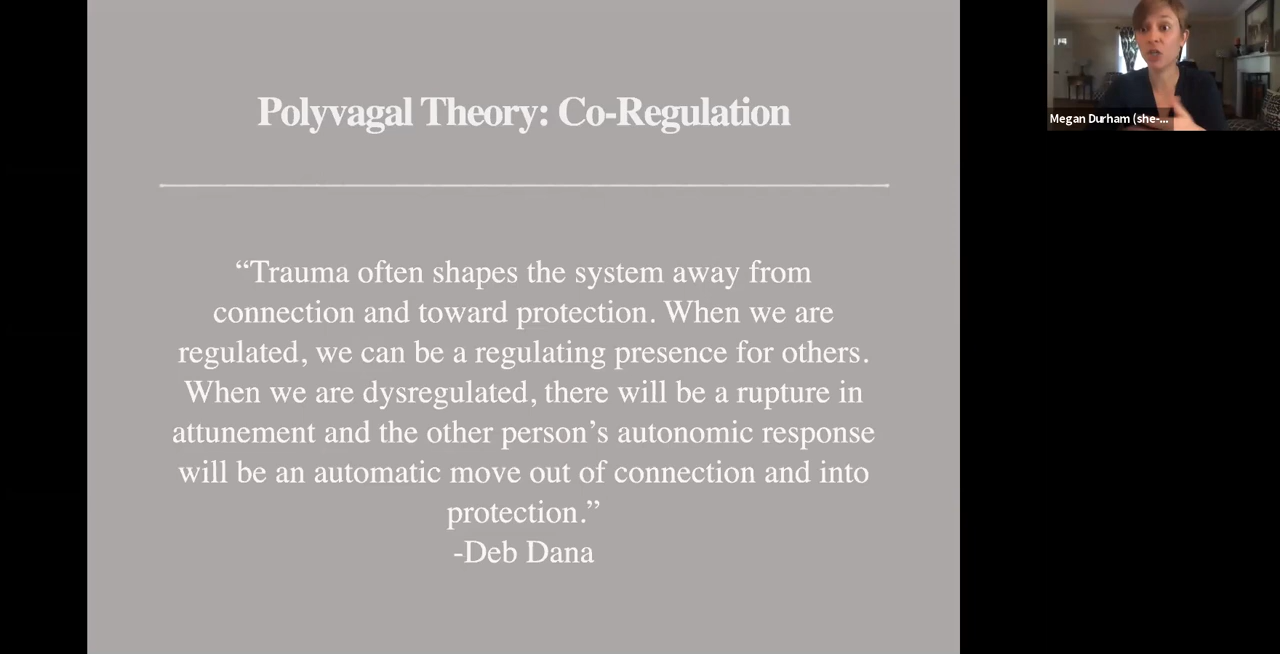 Polyvagal Theory: Co-Regulation
“Trauma often shapes the system away from
connection and toward protection. When we are
regulated, we can be a regulating presence for others.
When we are dysregulated, there will be a rupture in
attunement and the other person’s autonomic response
will be an automatic move out of connection and into
protection.”
-Deb Dana
Megan Durham (she-...